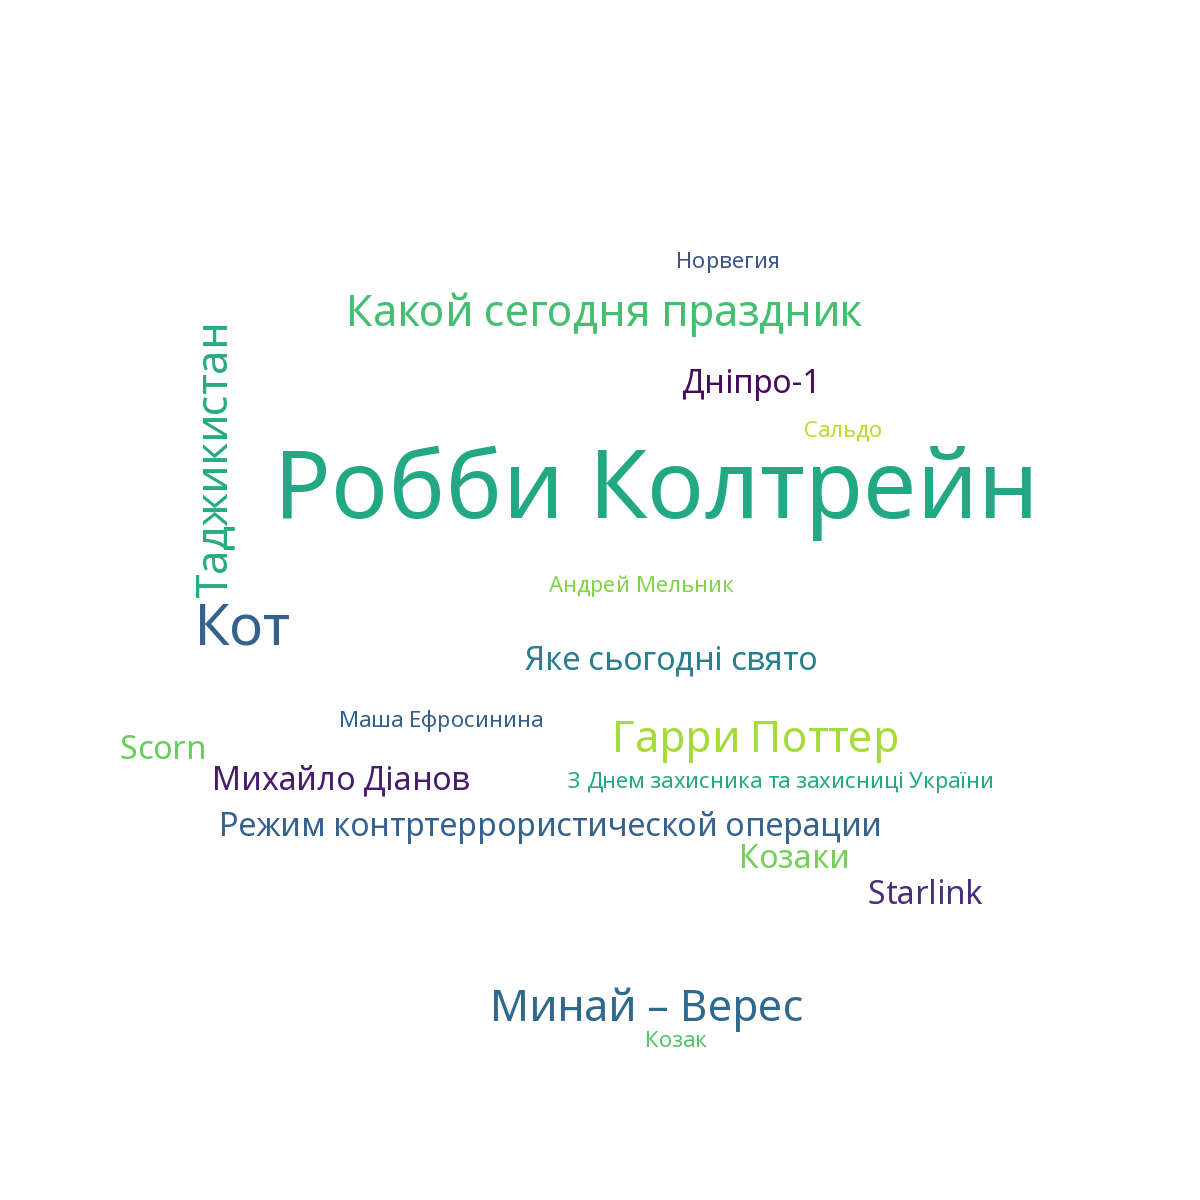 Норвегия
Какой сегодня праздник
Таджикистан
Дніпро-1
Сальдо
Робби Колтрейн
Андрей Мельник
Кот
Яке сьогодні свято
Маша Ефросинина
Гарри Поттер
Scorn
Михайло Діанов
З Днем захисника та захисниці України
Режим контртеррористической операции
Козаки
Starlink
Минай – Верес
Козак